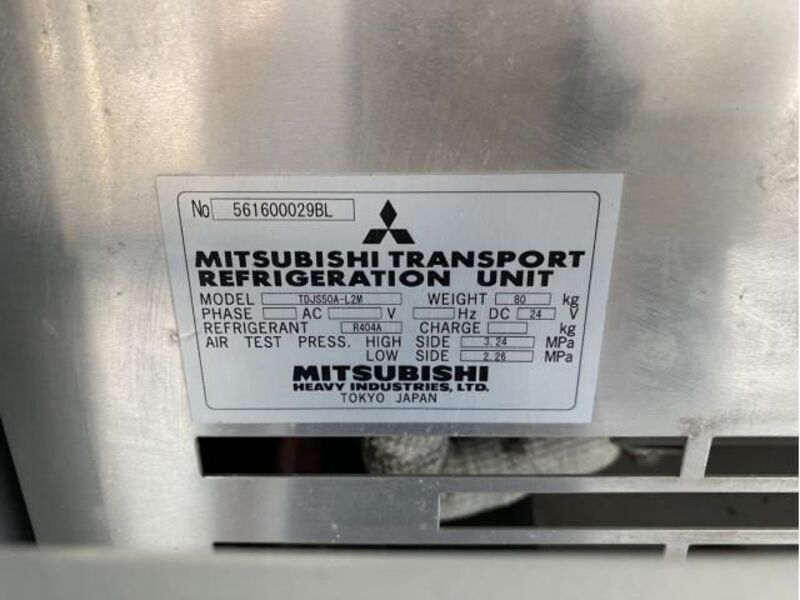 No 561600029BL
MITSUBISHI TRANSPORT
REFRIGERATION UNIT
MODEL TDJS50A-L2M WEIGHT 80 kg
PHASE AC V Hz DC 24 V
REFRIGERANT R404A CHARGE kg
AIR TEST PRESS. HIGH SIDE 3.24 MPa
LOW SIDE 2.26 MPa
MITSUBISHI
HEAVY INDUSTRIES, LTD.
TOKYO JAPAN